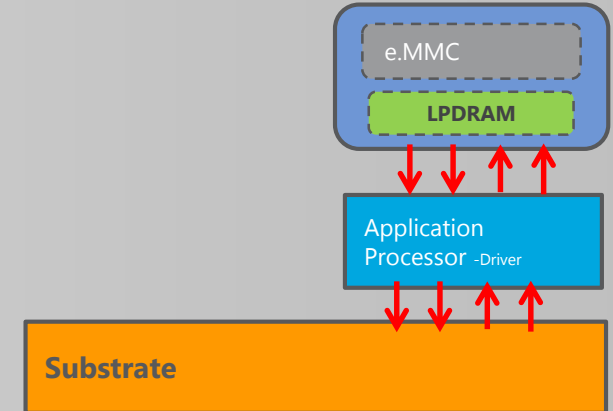 e.MMC
LPDRAM
Application
Processor -Driver
Substrate